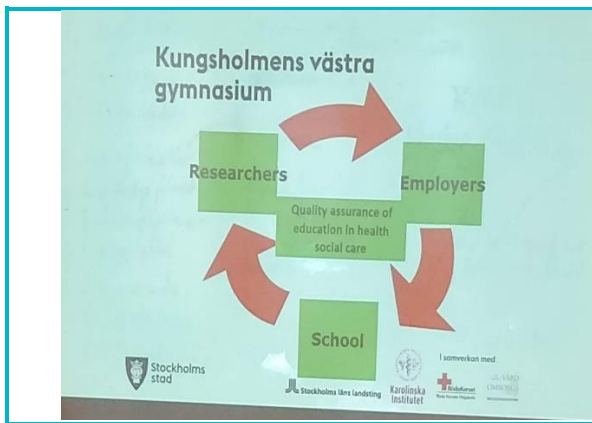 Kungsholmens västra
gymnasium
Researchers
Employers
Quality assurance of
education in health
social care
School
Stockholms
stad
Stockholms läns landsting
Karolinska
Institutet
I samverkan med
RödaKorset